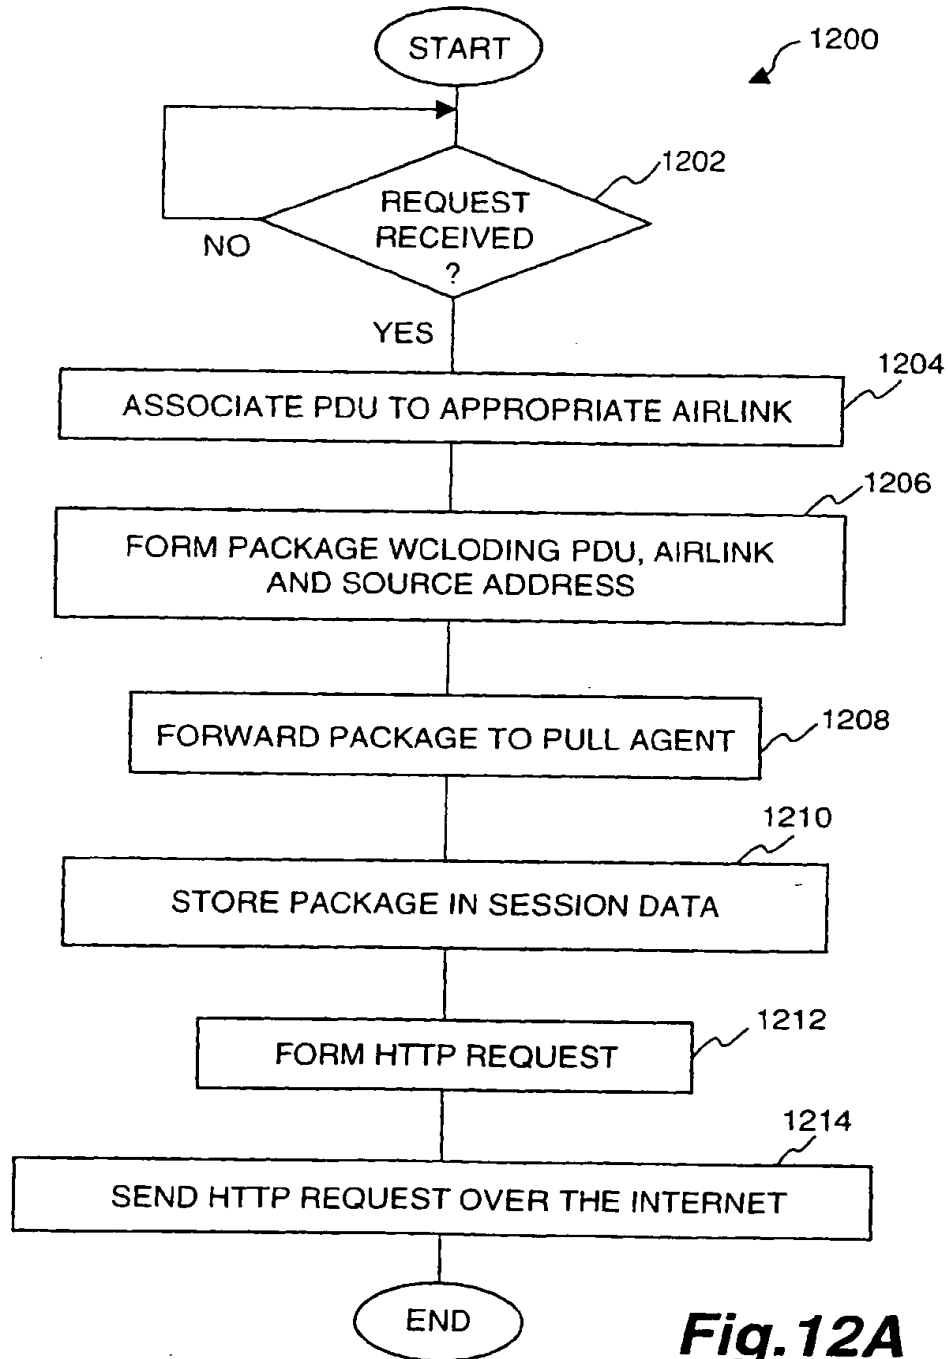 START
1200
1202
REQUEST
RECEIVED
?
NO
YES
1204
ASSOCIATE PDU TO APPROPRIATE AIRLINK
1206
FORM PACKAGE WCLODING PDU, AIRLINK
AND SOURCE ADDRESS
1208
FORWARD PACKAGE TO PULL AGENT
1210
STORE PACKAGE IN SESSION DATA
1212
FORM HTTP REQUEST
1214
SEND HTTP REQUEST OVER THE INTERNET
END
Fig.12A